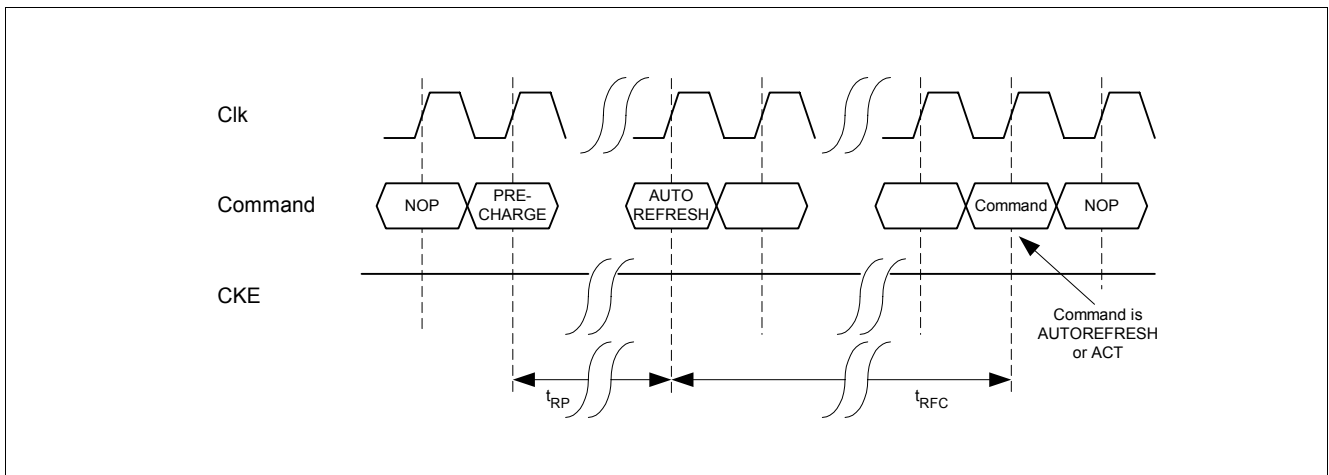 Clk
Command
NOP
PRE-
CHARGE
AUTO
REFRESH
Command
NOP
CKE
Command is
AUTOREFRESH
or ACT
tRP
tRFC